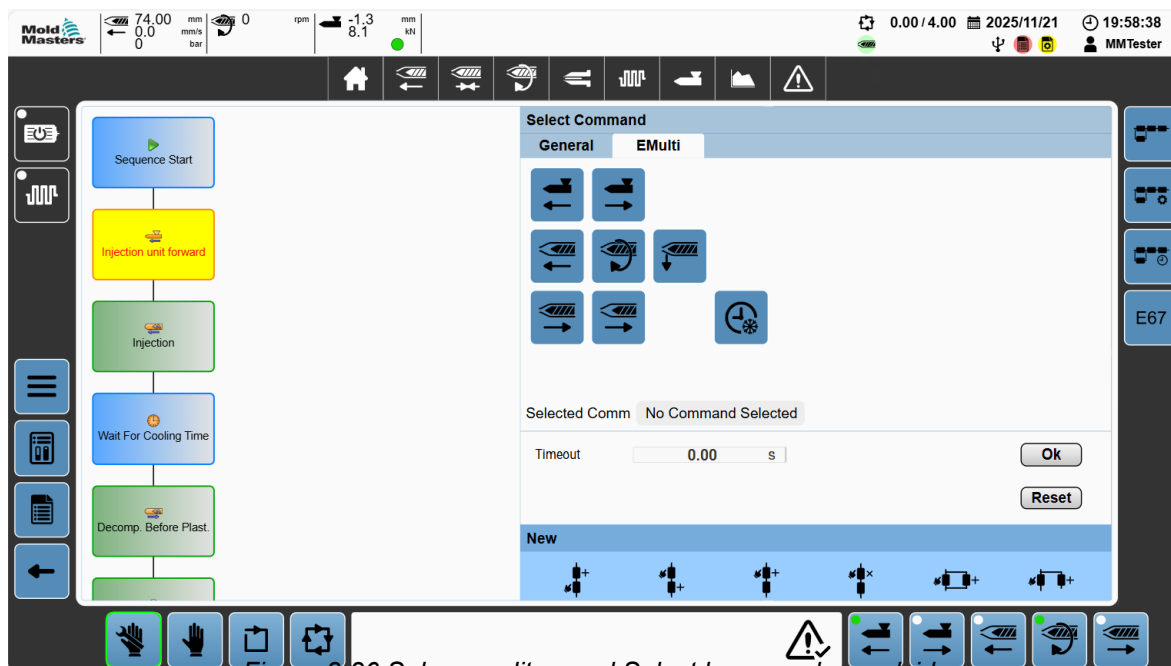 Mold
Masters
74.00 mm
0.0 mm/s
0 bar
0 rpm
-1.3 mm
8.1 kN
0.00 / 4.00
2025/11/21
19:58:38
MMTester
Sequence Start
Injection unit forward
Injection
Wait For Cooling Time
Decomp. Before Plast.
Select Command
General EMulti
Selected Comm No Command Selected
Timeout 0.00 s Ok
Reset
New
E67